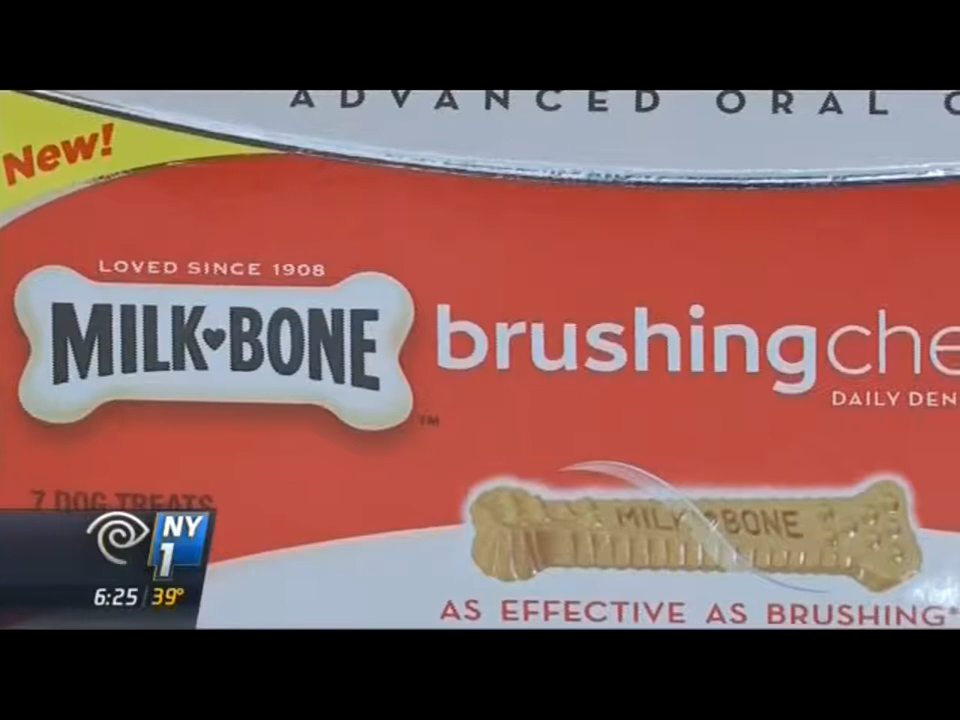 ADVANCED ORAL C
New!
LOVED SINCE 1908
MILK-BONE
TM
brushingche
DAILY DEN
7 DOG TREATS
MILK-BONE
AS EFFECTIVE AS BRUSHING*
NY
1
6:25 39°